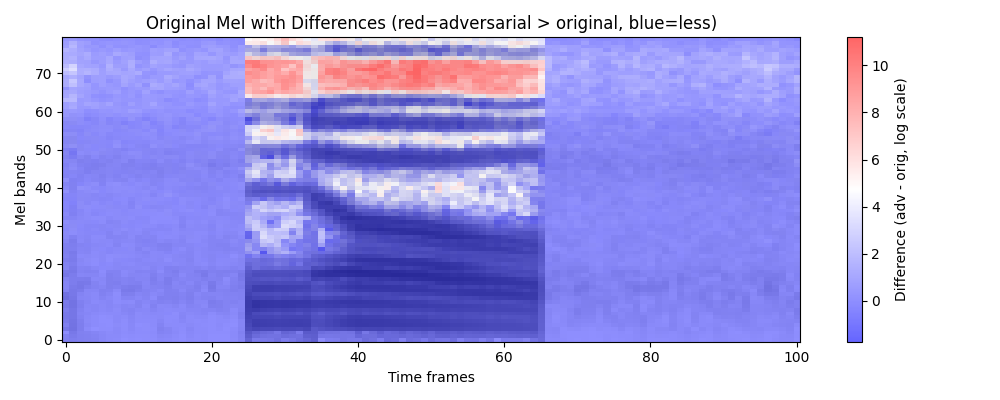 Original Mel with Differences (red=adversarial > original, blue=less)
Mel bands
70
60
50
40
30
20
10
0
0 20 40 60 80 100
Time frames
10
8
6
4
2
0
Difference (adv - orig, log scale)